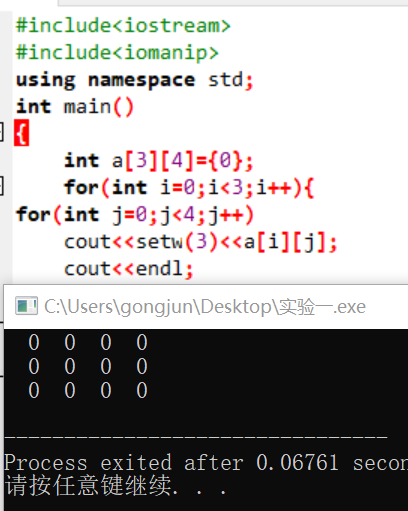 #include<iostream>
#include<iomanip>
using namespace std;
int main()
{
    int a[3][4]={0};
    for(int i=0;i<3;i++){
for(int j=0;j<4;j++)
    cout<<setw(3)<<a[i][j];
    cout<<endl;
C:\Users\gongjun\Desktop\实验一.exe
  0  0  0  0
  0  0  0  0
  0  0  0  0
--------------------------------
Process exited after 0.06761 secon
请按任意键继续. . .